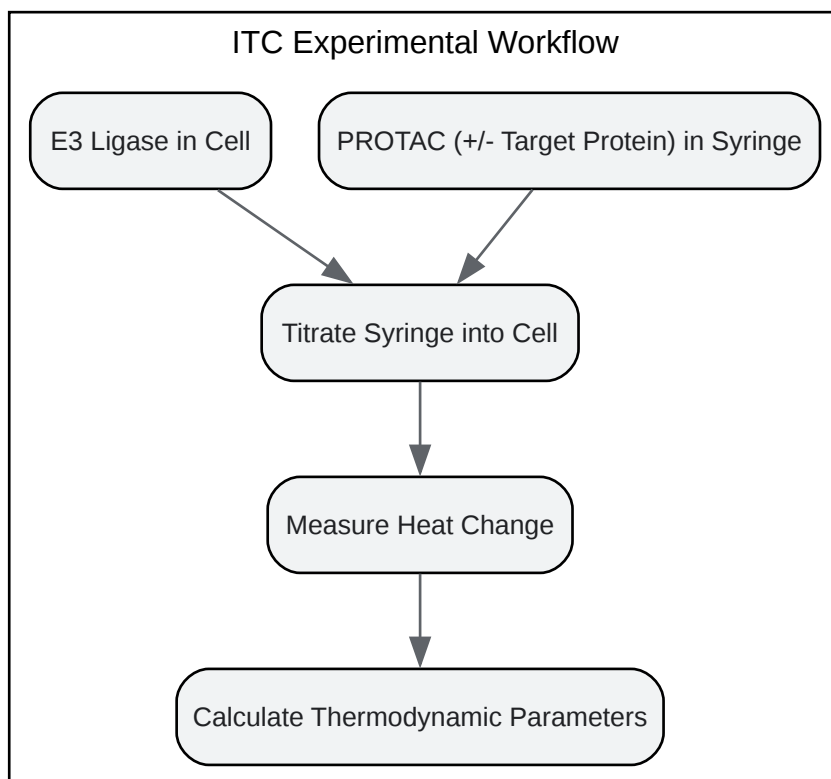 ITC Experimental Workflow
E3 Ligase in Cell
PROTAC (+/- Target Protein) in Syringe
Titrate Syringe into Cell
Measure Heat Change
Calculate Thermodynamic Parameters